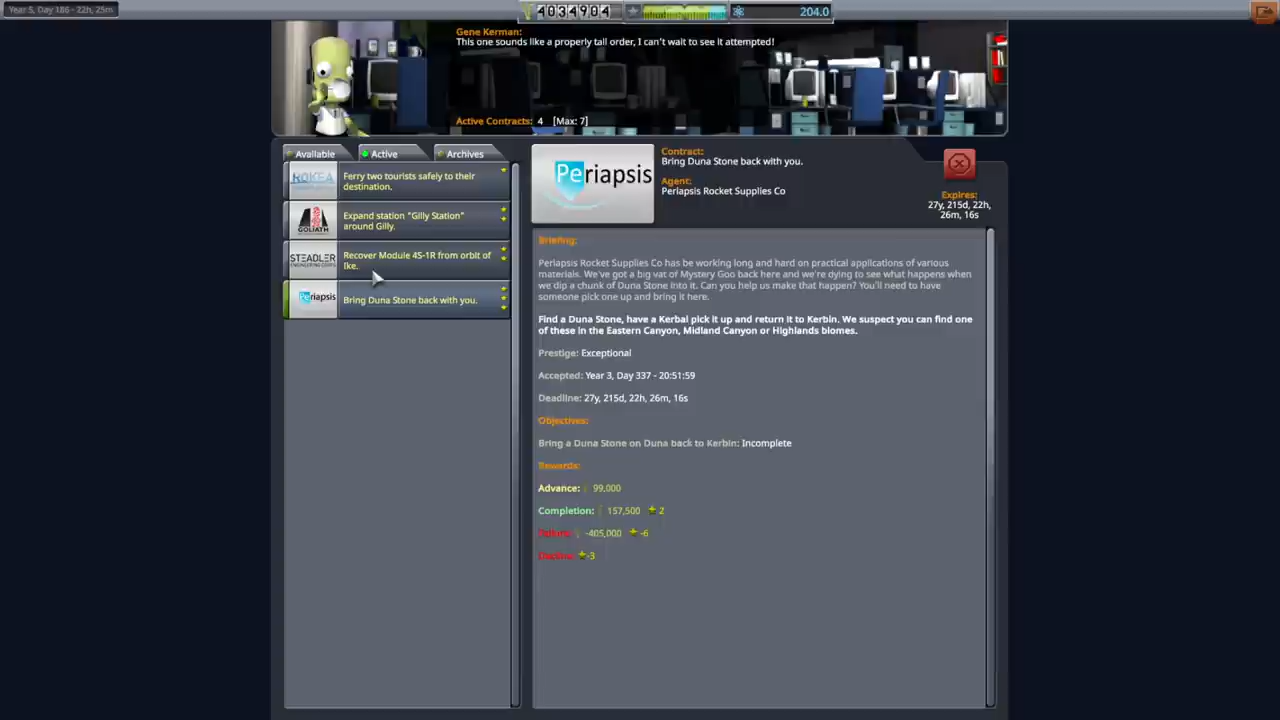 Year 5, Day 186 - 22h, 25m
4034904
204.0
Gene Kerman:
This one sounds like a properly tall order, I can't wait to see it attempted!
Active Contracts: 4 [Max: 7]
Available
Active
Archives
ROKEA
Ferry two tourists safely to their
destination.
GOLIATH
Expand station "Gilly Station"
around Gilly.
STEADLER
ENGINEERING CORPS
Recover Module 4S-1R from orbit of
Ike.
Periapsis
Bring Duna Stone back with you.
Periapsis
Contract:
Bring Duna Stone back with you.
Agent:
Periapsis Rocket Supplies Co
Expires:
27y, 215d, 22h,
26m, 16s
Briefing:
Periapsis Rocket Supplies Co has be working long and hard on practical applications of various
materials. We've got a big vat of Mystery Goo back here and we're dying to see what happens when
we dip a chunk of Duna Stone into it. Can you help us make that happen? You'll need to have
someone pick one up and bring it here.
Find a Duna Stone, have a Kerbal pick it up and return it to Kerbin. We suspect you can find one
of these in the Eastern Canyon, Midland Canyon or Highlands biomes.
Prestige: Exceptional
Accepted: Year 3, Day 337 - 20:51:59
Deadline: 27y, 215d, 22h, 26m, 16s
Objectives:
Bring a Duna Stone on Duna back to Kerbin: Incomplete
Rewards:
Advance: 99,000
Completion: 157,500 2
Failure: -405,000 -6
Decline: -3